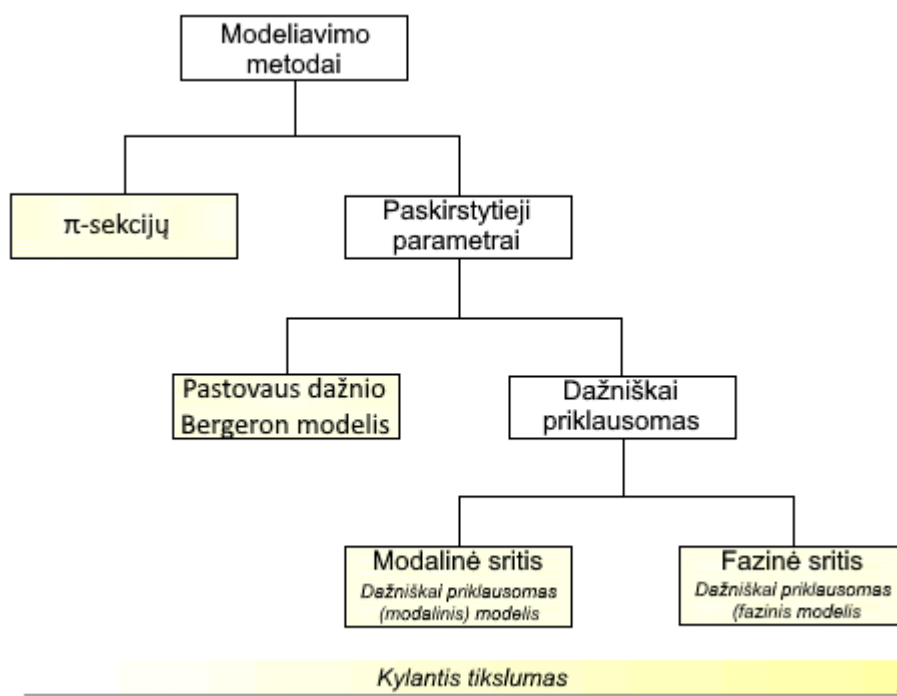 Modeliavimo
metodai
π-sekcijų
Paskirstytieji
parametrai
Pastovaus dažnio
Bergeron modelis
Dažniškai
priklausomas
Modalinė sritis
Dažniškai priklausomas
(modalinis) modelis
Fazinė sritis
Dažniškai priklausomas
(fazinis modelis
Kylantis tikslumas